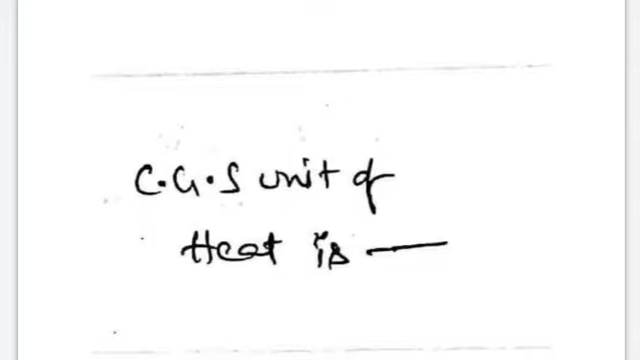 C.G.S unit of
Heat is —